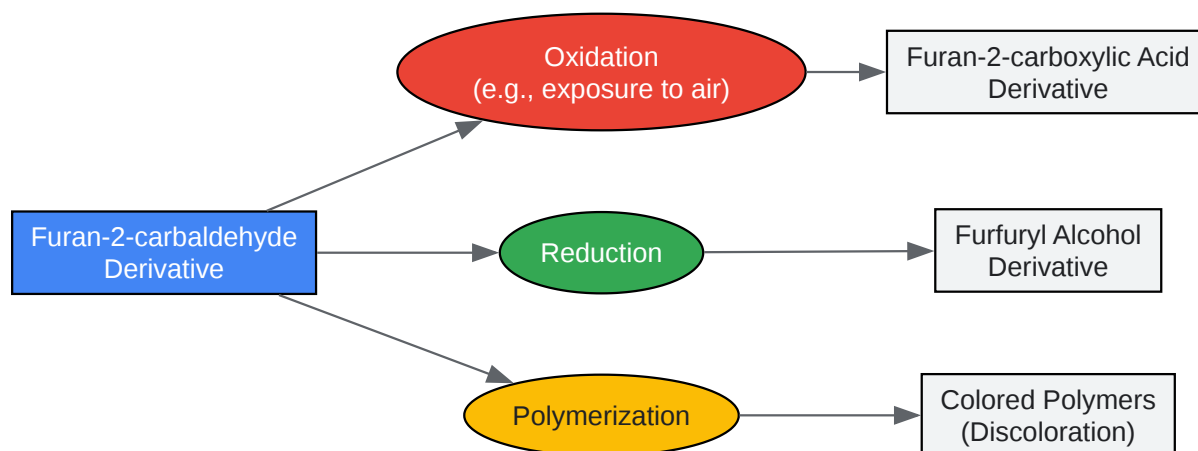 Oxidation
(e.g., exposure to air)
Furan-2-carboxylic Acid
Derivative
Furan-2-carbaldehyde
Derivative
Reduction
Furfuryl Alcohol
Derivative
Polymerization
Colored Polymers
(Discoloration)